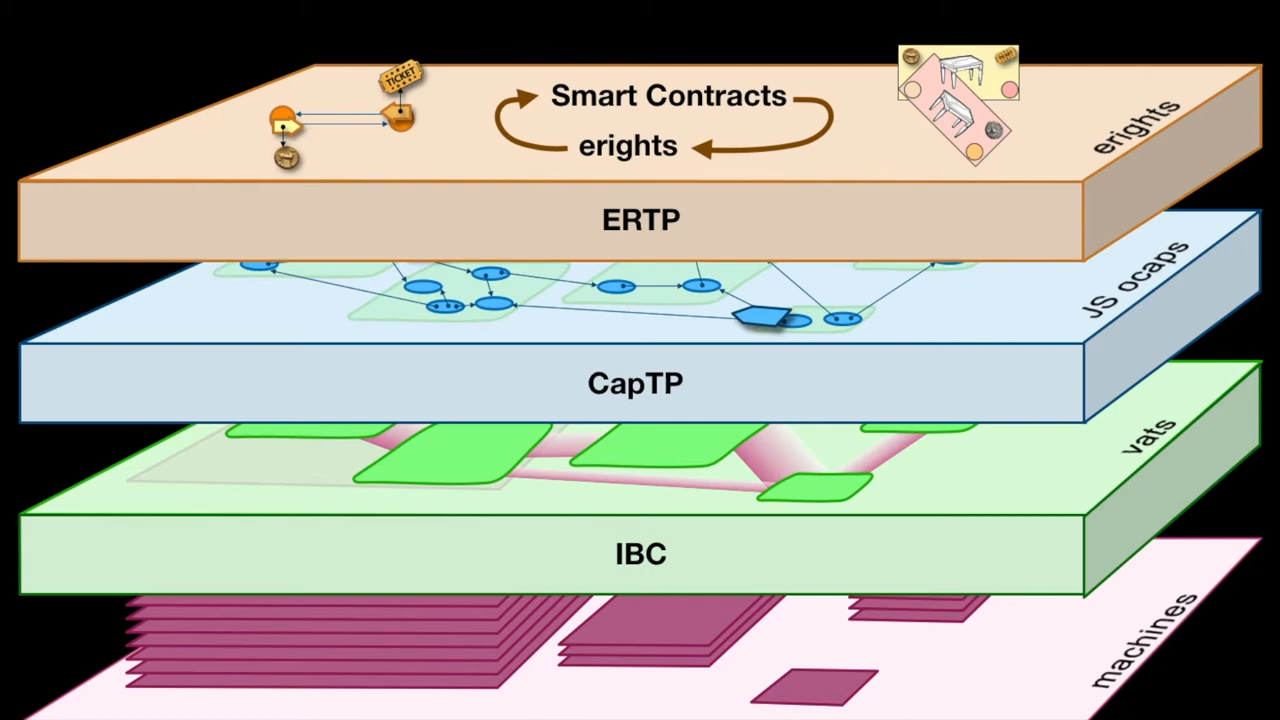 TICKET
Smart Contracts
erights
erights
ERTP
JS ocaps
CapTP
vats
IBC
machines